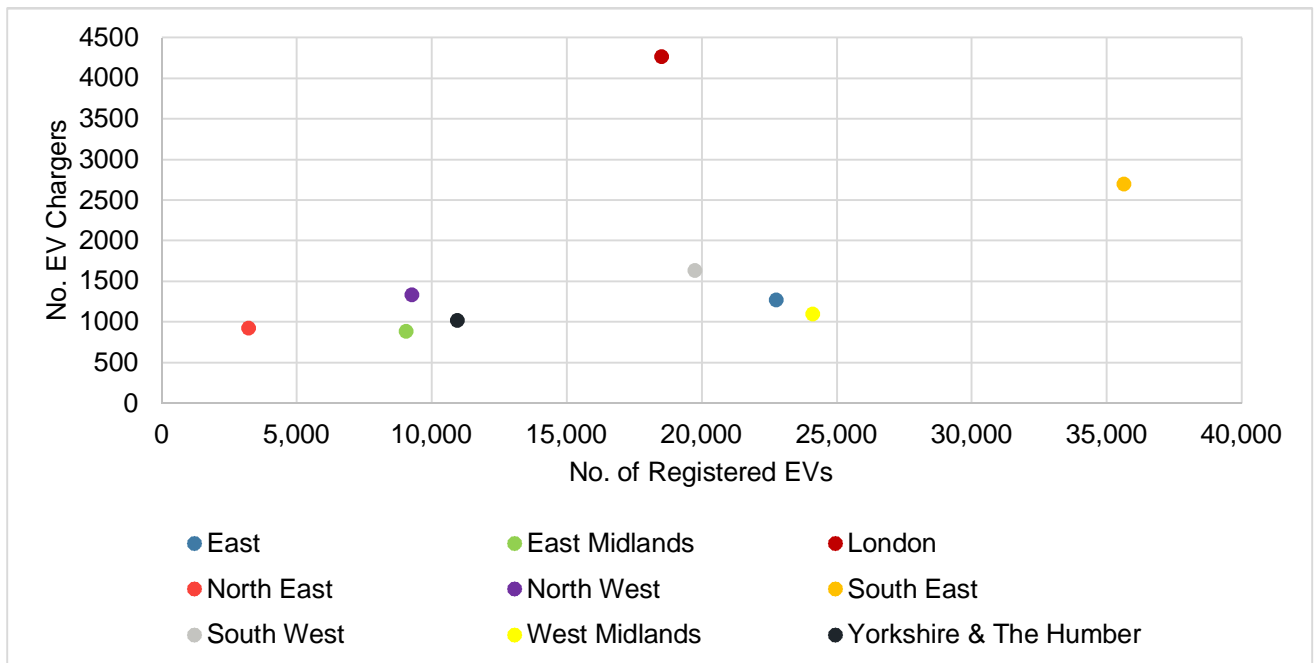 4500
4000
3500
3000
2500
2000
1500
1000
500
0
No. EV Chargers
0 5,000 10,000 15,000 20,000 25,000 30,000 35,000 40,000
No. of Registered EVs
East East Midlands London
North East North West South East
South West West Midlands Yorkshire & The Humber